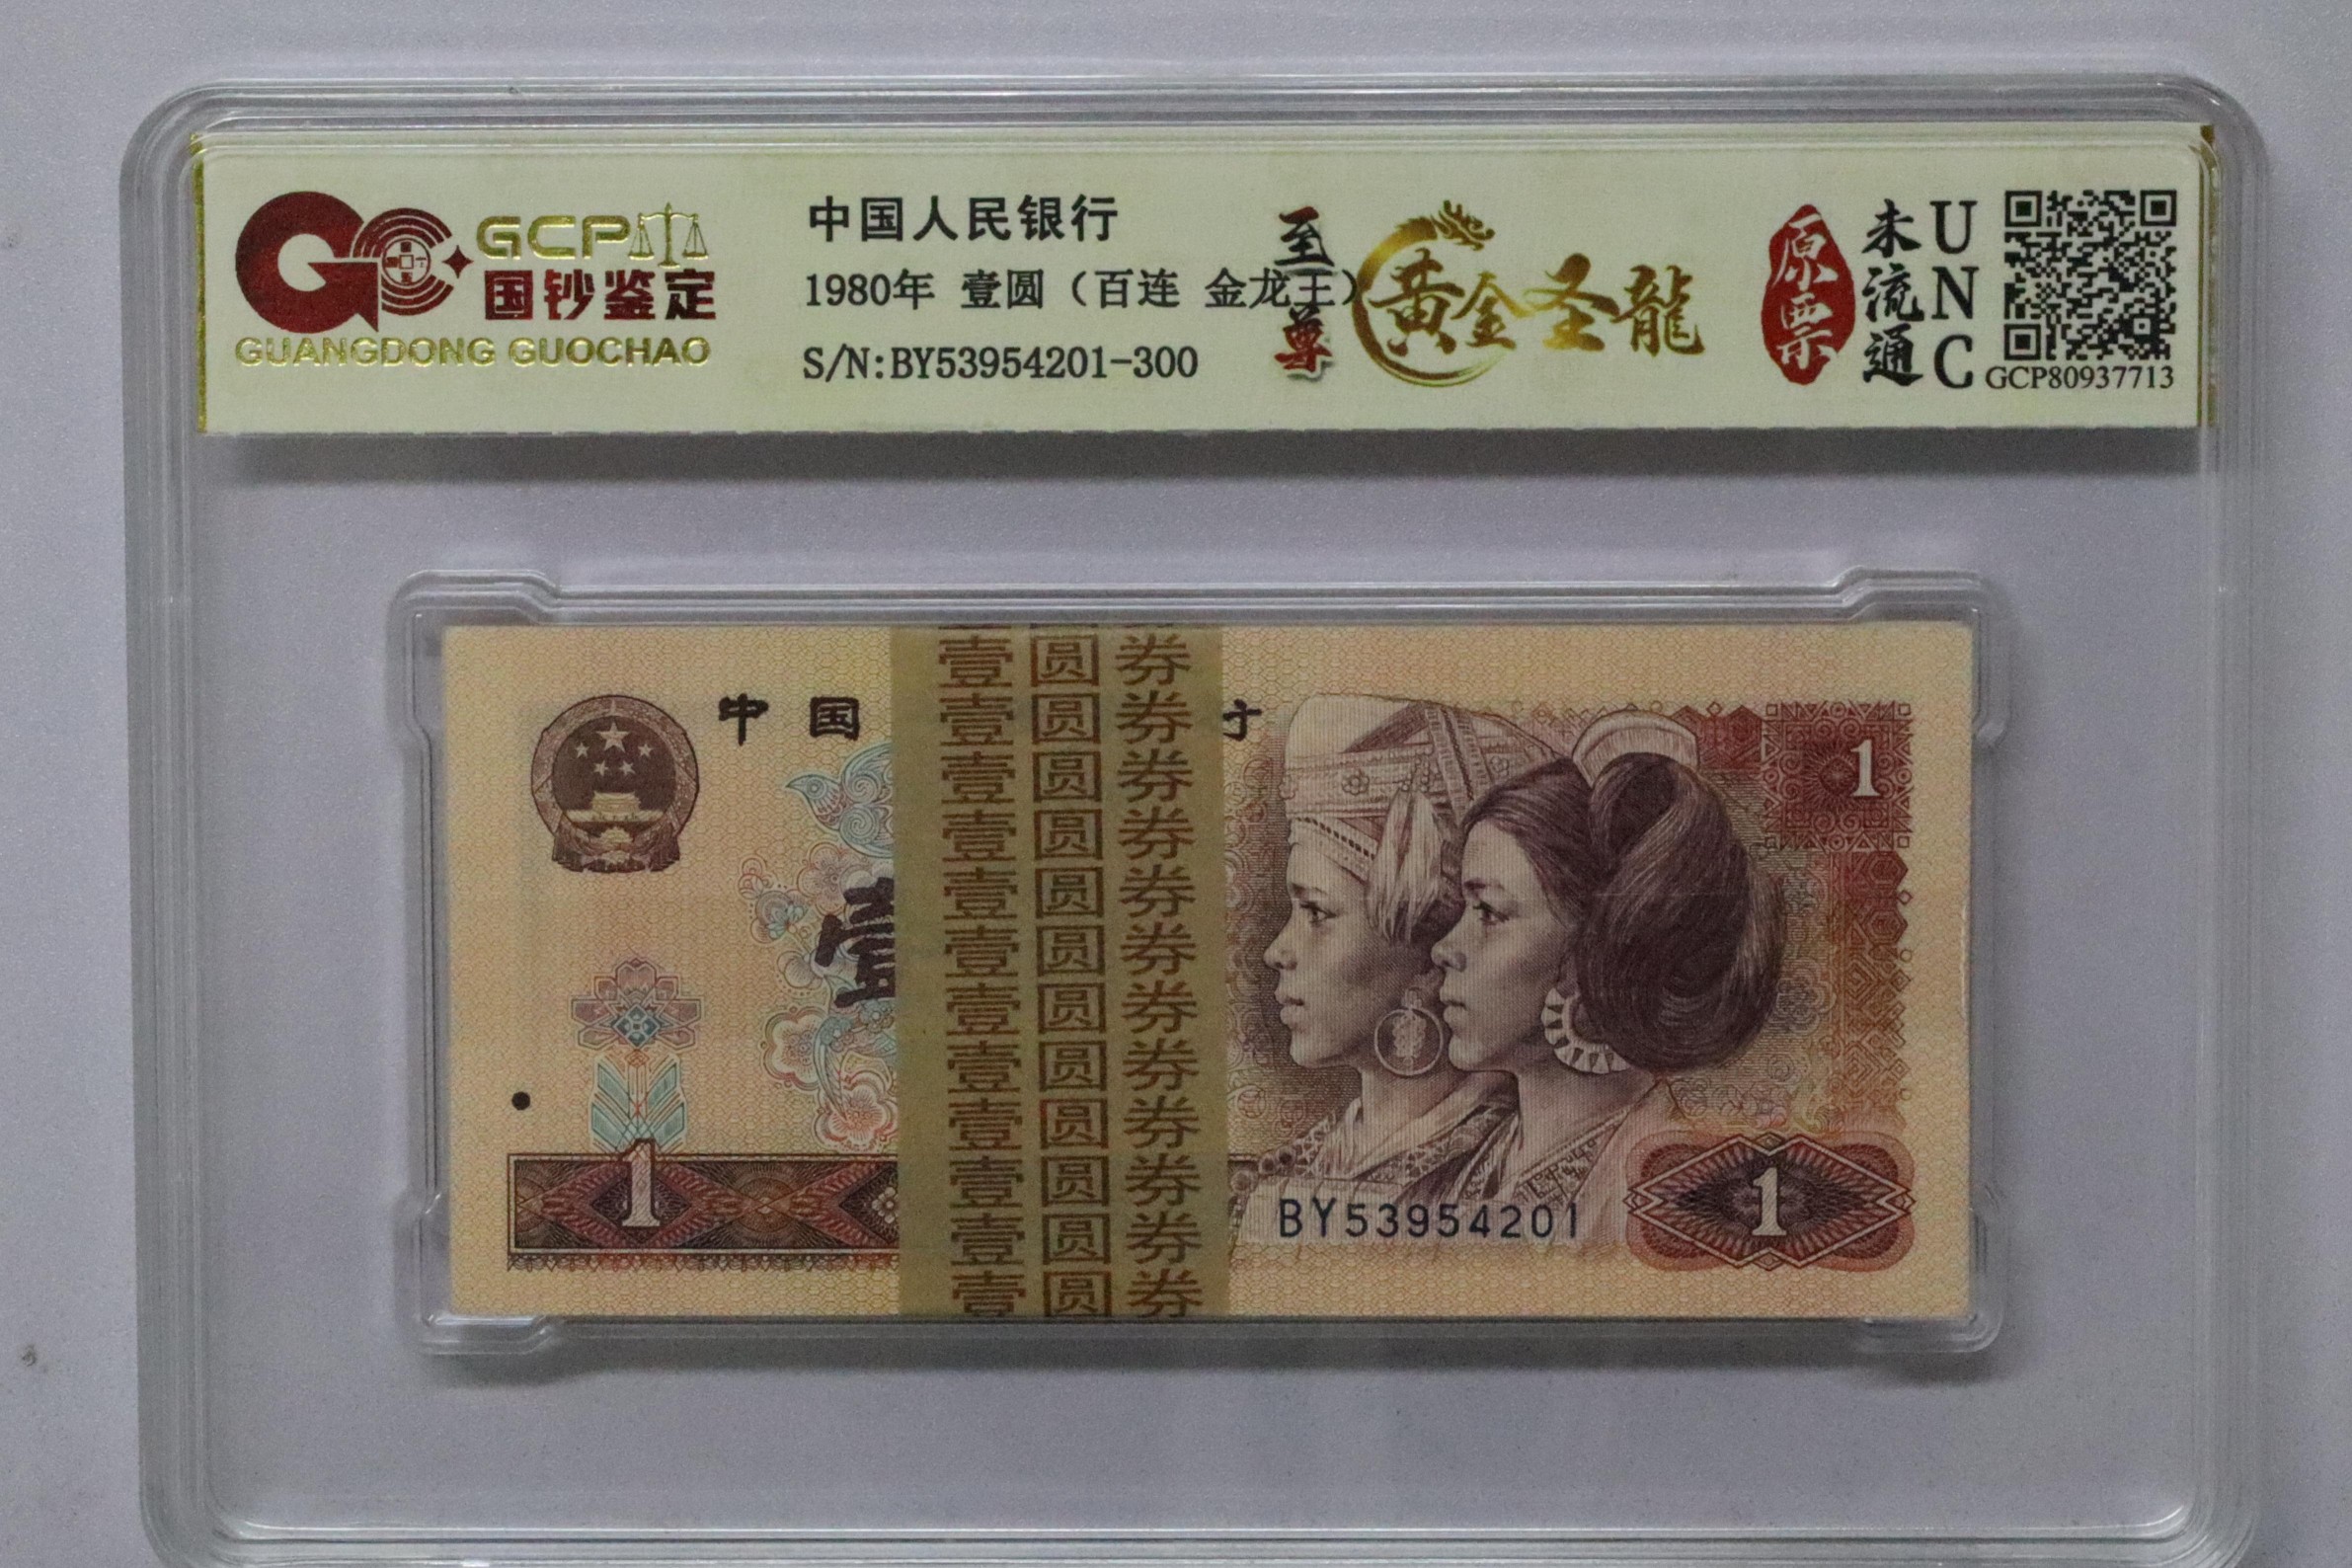 GCP
国钞鉴定
GUANGDONG GUOCHAO
中国人民银行
1980年 壹圆（百连 金龙王）
S/N:BY53954201-300
至尊
黄金圣龍
原票
未流通
UNC
GCP80937713
中国
壹
1
壹圆券
壹圆券
壹圆券
壹圆券
壹圆券
壹圆券
壹圆券
壹圆券
壹圆券
壹圆券
壹圆券
壹圆券
1
BY53954201
1